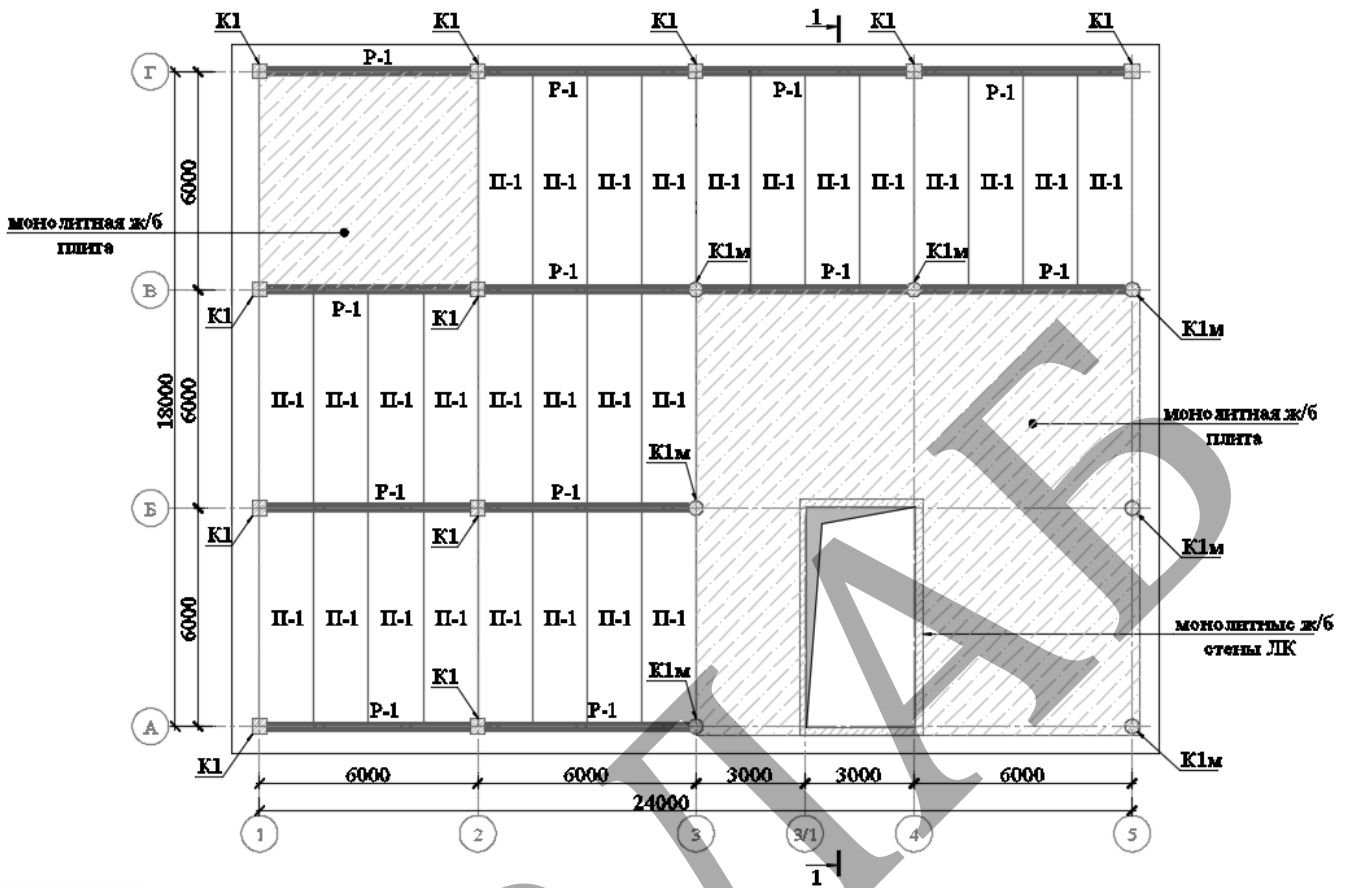 К1 К1 К1 1 К1 К1
Г
Р-1
Р-1 Р-1 Р-1
6000
П-1 П-1 П-1 П-1 П-1 П-1 П-1 П-1 П-1 П-1 П-1 П-1
монолитная ж/б
плита
К1м К1м
Р-1 Р-1 Р-1
В
К1 Р-1 К1
К1м
18000
6000
П-1 П-1 П-1 П-1 П-1 П-1 П-1 П-1
монолитная ж/б
плита
К1м
Р-1 Р-1
Б
К1 К1
К1м
6000
П-1 П-1 П-1 П-1 П-1 П-1 П-1 П-1
монолитные ж/б
стены ЛК
К1 К1м
Р-1 Р-1
А
К1 К1м
6000 6000 3000 3000 6000
24000
1 2 3 3/1 4 5
1